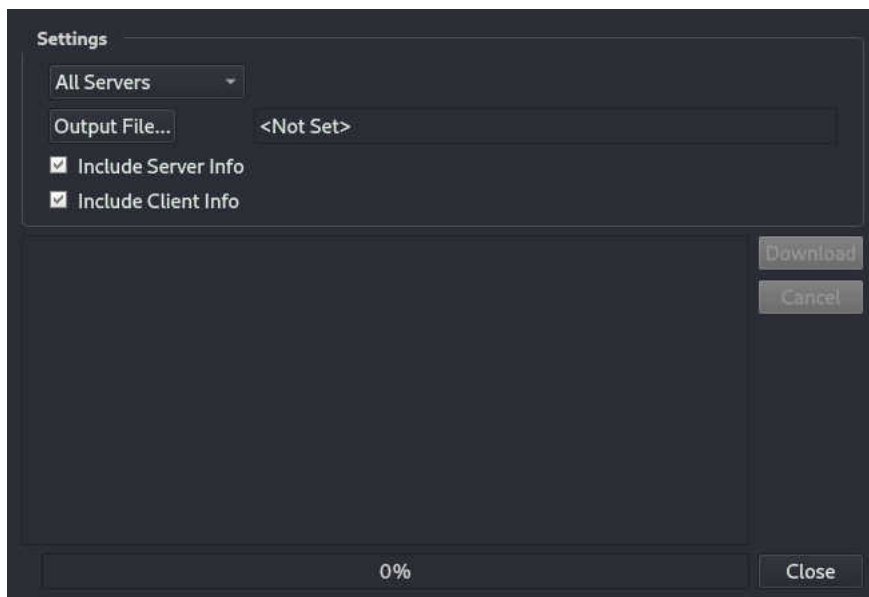 Settings
All Servers
Output File... <Not Set>
Include Server Info
Include Client Info
Download
Cancel
0% Close